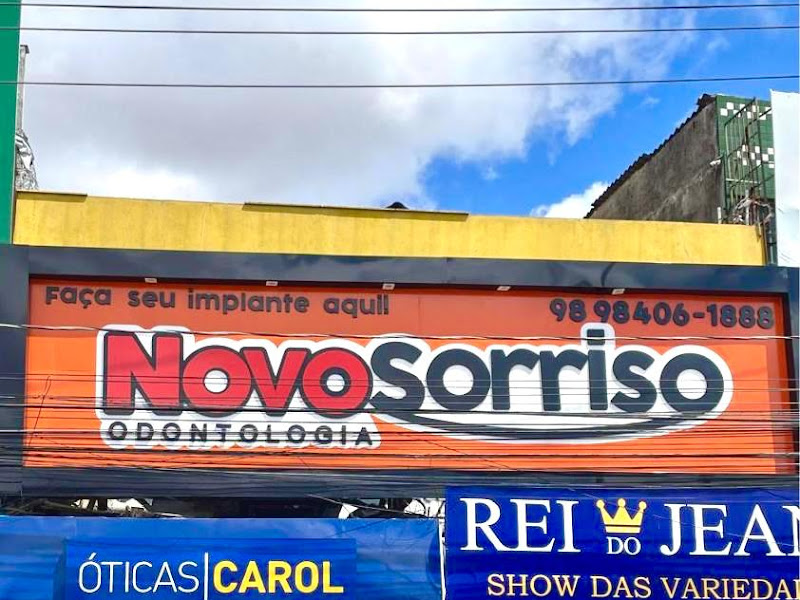 Faça seu implante aqui!
98 98406-1888
NovoSorriso
ODONTOLOGIA
REI DO JEAN
ÓTICAS|CAROL
SHOW DAS VARIEDAD